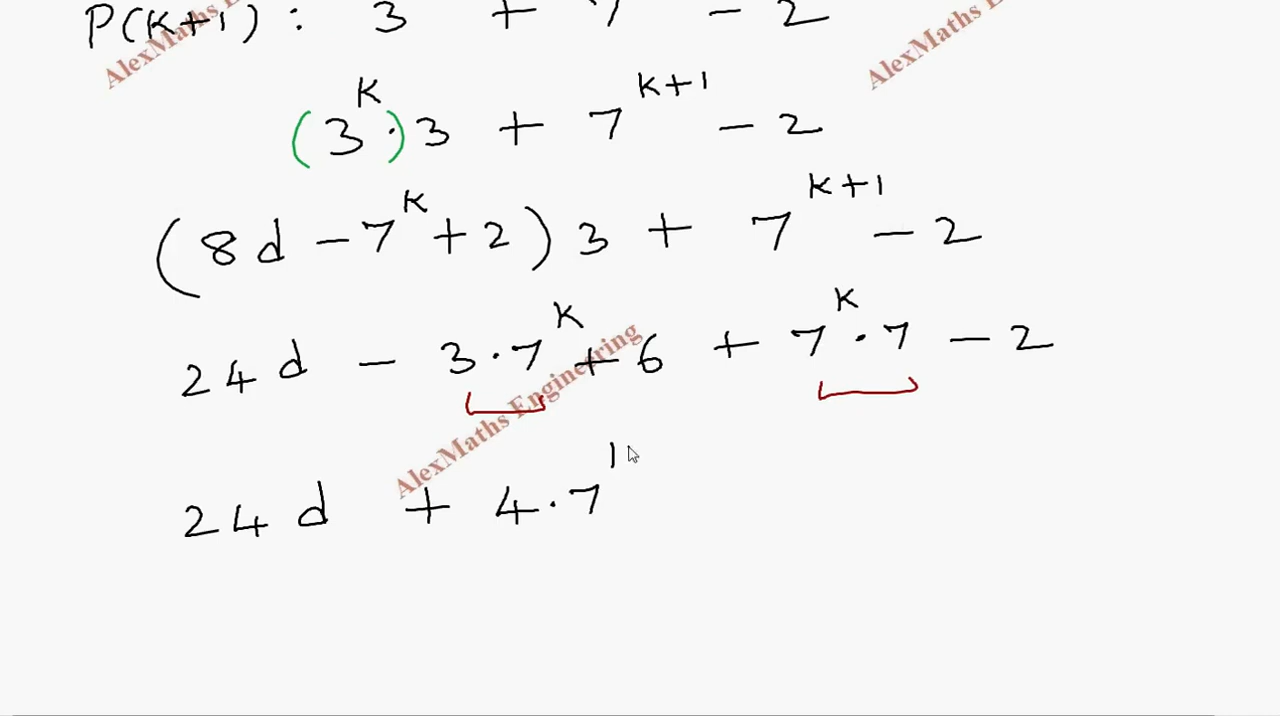 P(K+1) : 3 + 7 - 2
(3^K ·) 3 + 7^{K+1} - 2
(8d - 7^K + 2) 3 + 7^{K+1} - 2
24d - 3·7^K + 6 + 7^K·7 - 2
24d + 4·7
AlexMaths Engineering